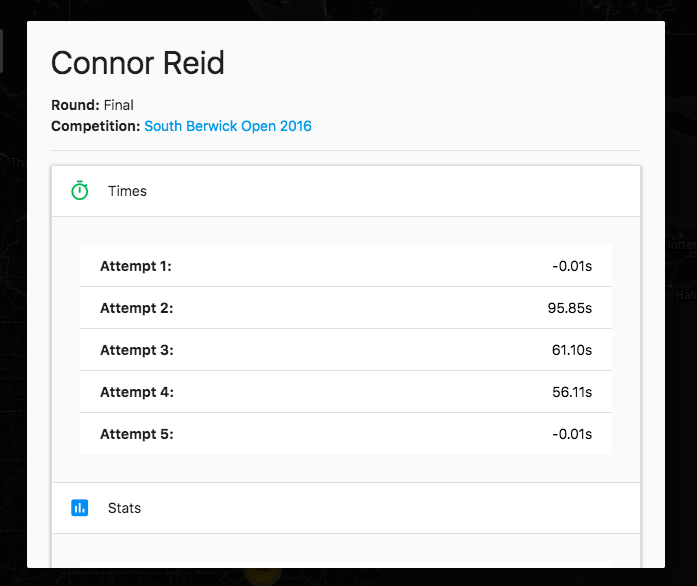 Connor Reid
Round: Final
Competition: South Berwick Open 2016
Times
Attempt 1: -0.01s
Attempt 2: 95.85s
Attempt 3: 61.10s
Attempt 4: 56.11s
Attempt 5: -0.01s
Stats